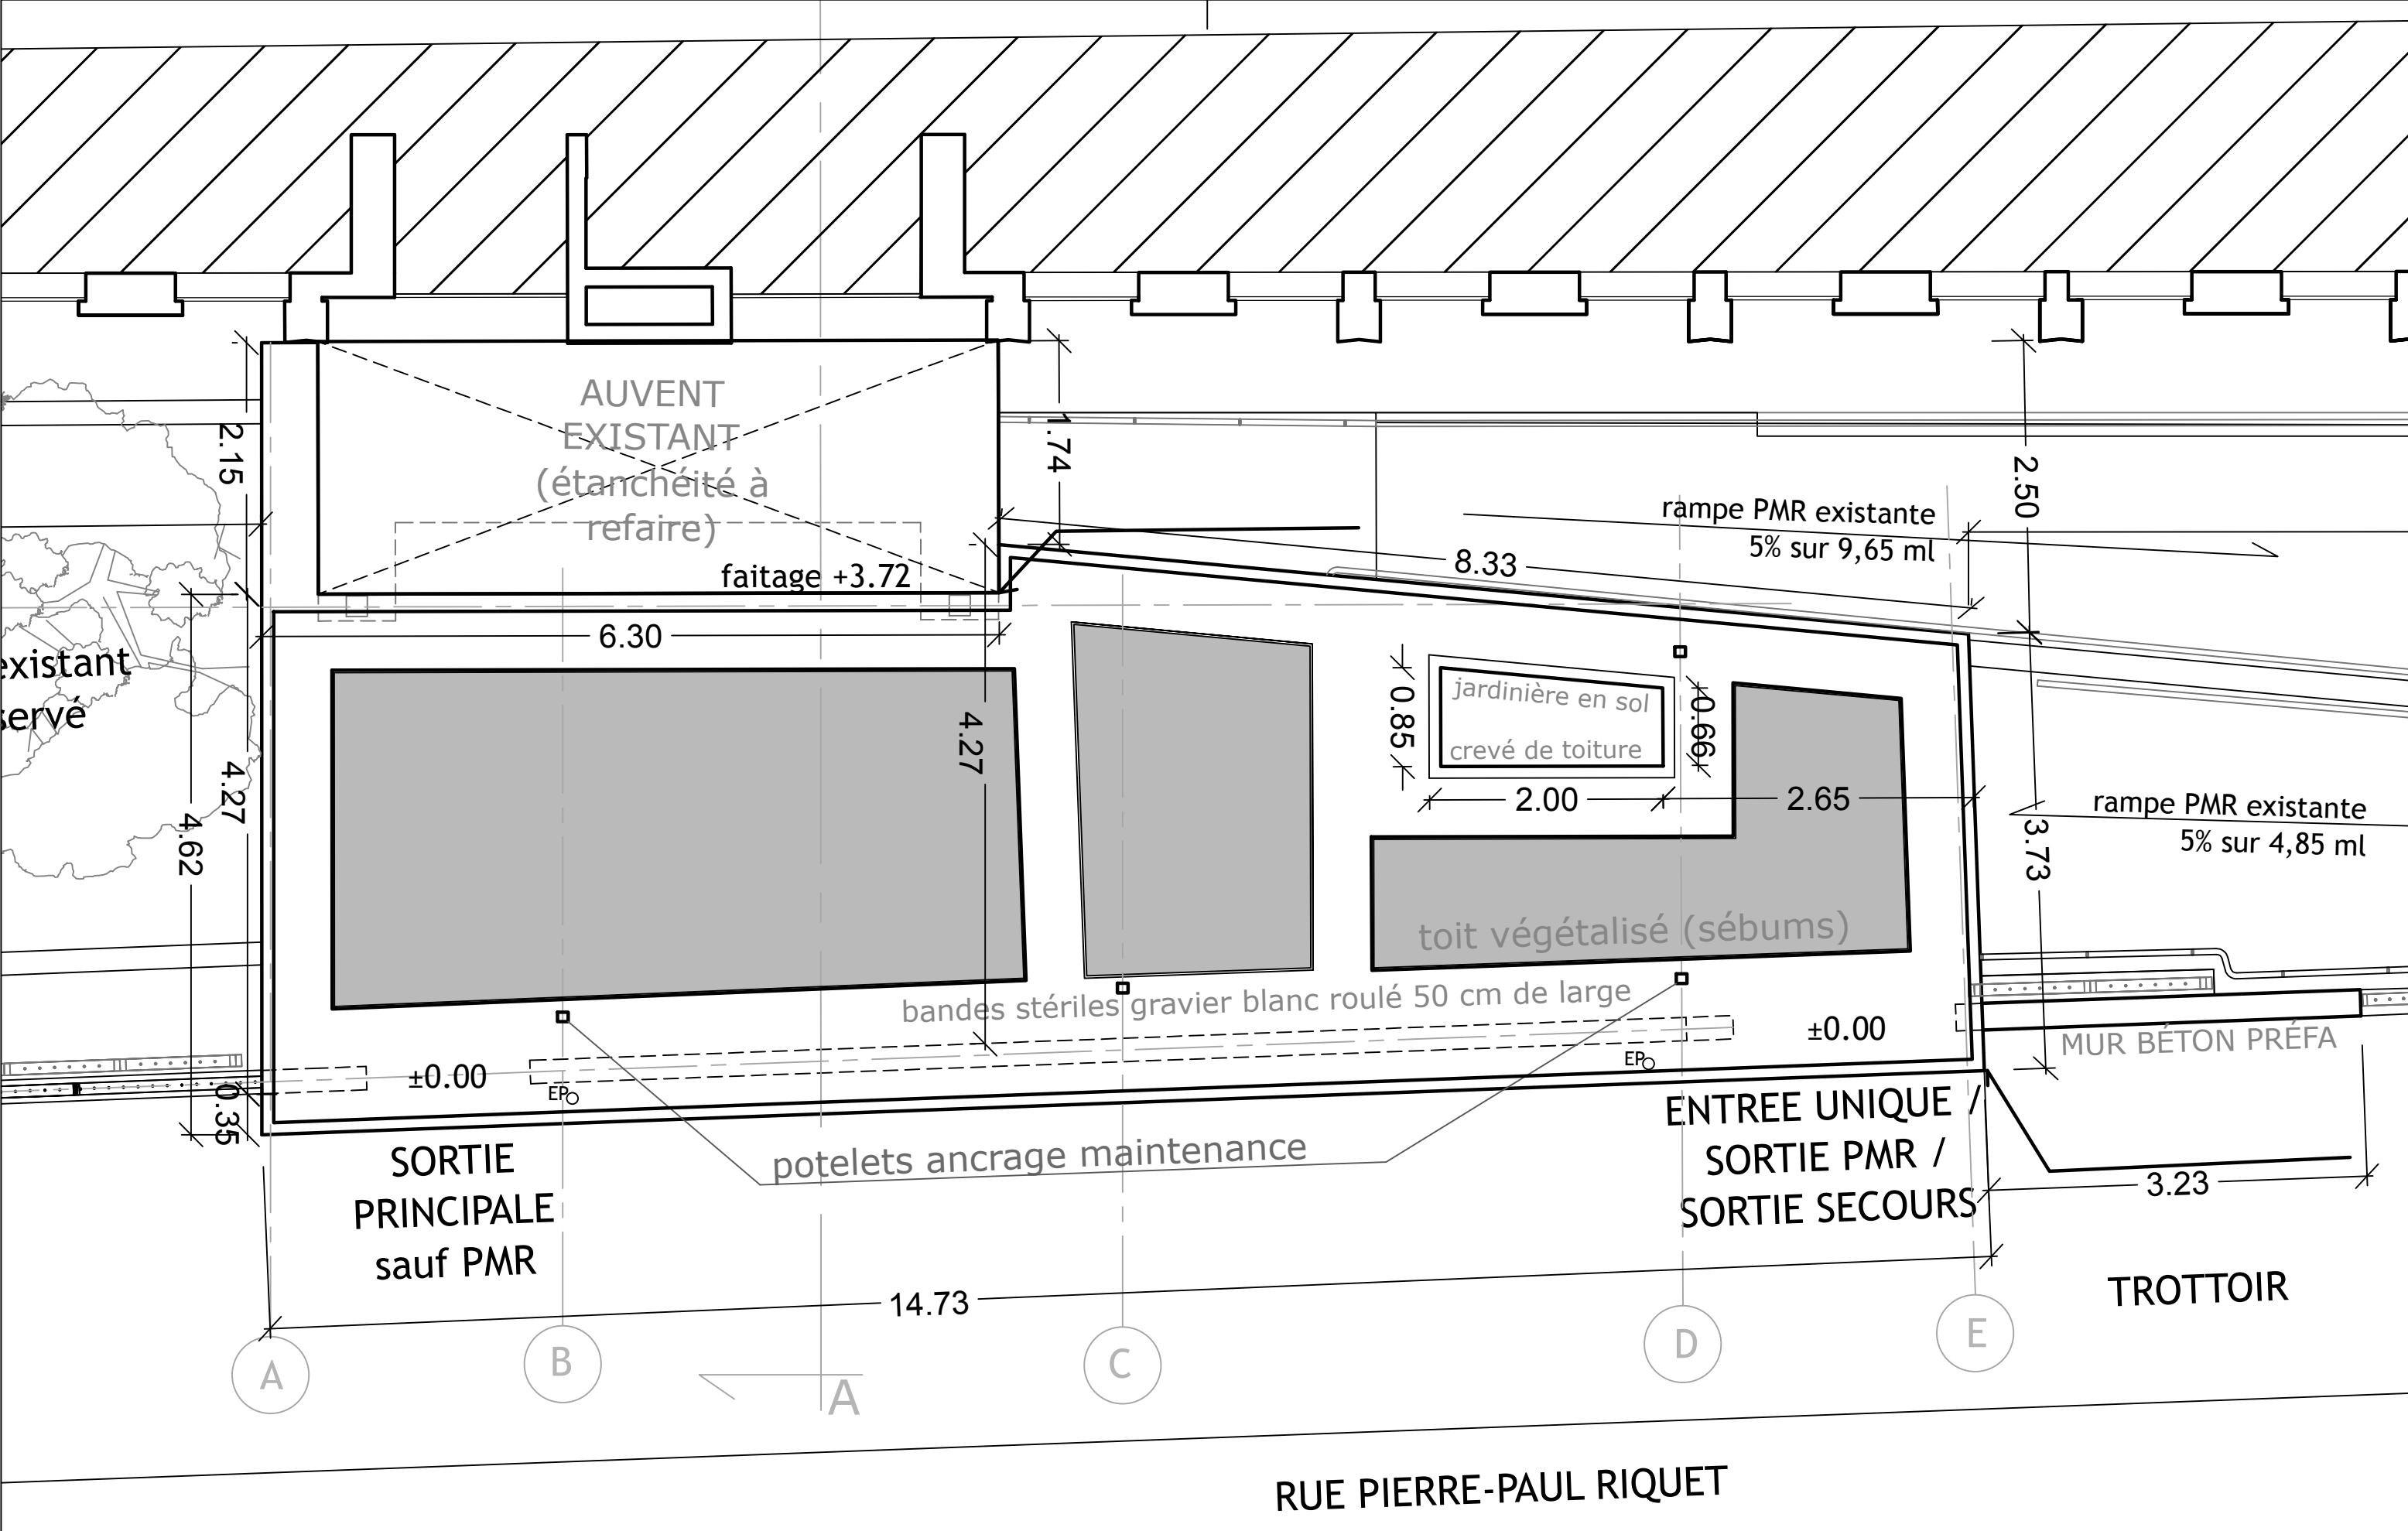 AUVENT
EXISTANT
(étanchéité à
refaire)
faitage +3.72
2.15
1.74
2.50
rampe PMR existante
5% sur 9,65 ml
8.33
6.30
existant
servé
4.27
4.62
0.35
4.27
0.85
jardinière en sol
crevé de toiture
0.66
2.00
2.65
3.73
rampe PMR existante
5% sur 4,85 ml
toit végétalisé (sébums)
bandes stériles gravier blanc roulé 50 cm de large
±0.00
±0.00
EP
EP
MUR BÉTON PRÉFA
potelets ancrage maintenance
SORTIE
PRINCIPALE
sauf PMR
ENTREE UNIQUE /
SORTIE PMR /
SORTIE SECOURS
3.23
14.73
TROTTOIR
A
B
C
D
E
A
RUE PIERRE-PAUL RIQUET